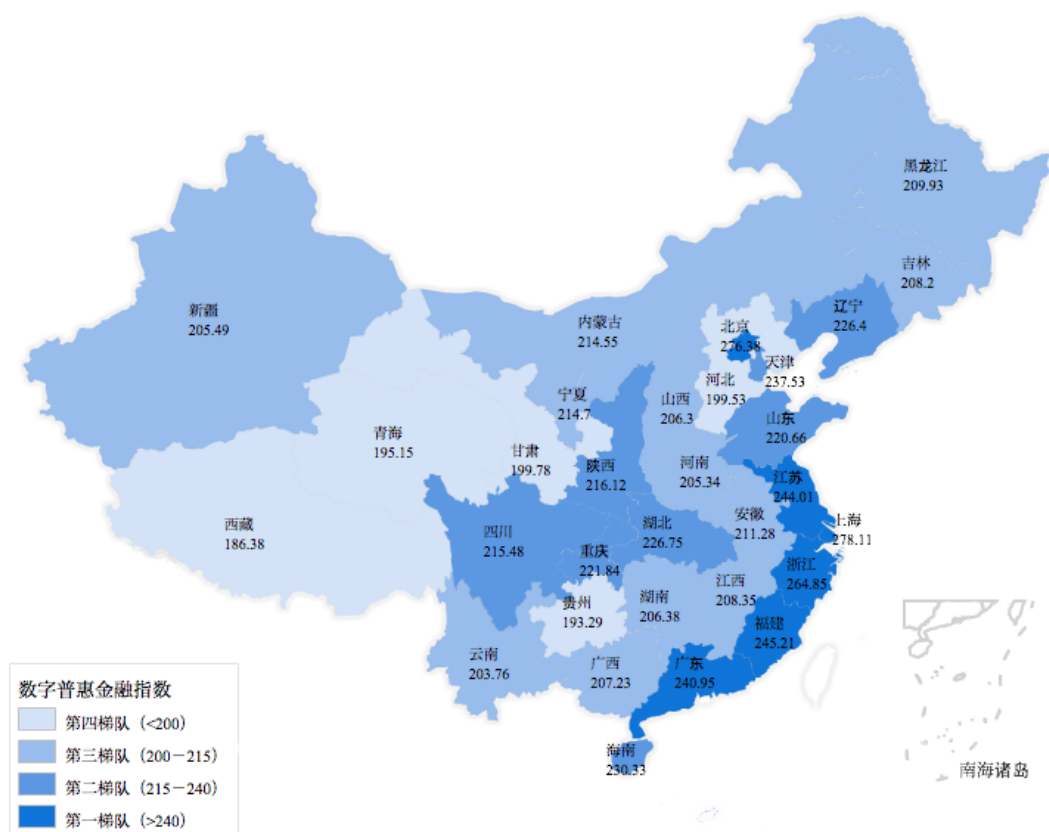 黑龙江
209.93
吉林
208.2
新疆
205.49
辽宁
226.4
内蒙古
214.55
北京
276.38
天津
237.53
河北
199.53
宁夏
214.7
山西
206.3
山东
220.66
青海
195.15
甘肃
199.78
陕西
216.12
河南
205.34
江苏
244.01
西藏
186.38
四川
215.48
湖北
226.75
安徽
211.28
上海
278.11
重庆
221.84
浙江
264.85
贵州
193.29
湖南
206.38
江西
208.35
福建
245.21
云南
203.76
广西
207.23
广东
240.95
海南
230.33
南海诸岛
数字普惠金融指数
第四梯队（<200）
第三梯队（200－215）
第二梯队（215－240）
第一梯队（>240）